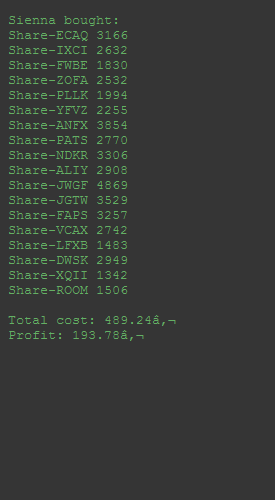 Sienna bought:
Share-ECAQ 3166
Share-IXCI 2632
Share-FWBE 1830
Share-ZOFA 2532
Share-PLLK 1994
Share-YFVZ 2255
Share-ANFX 3854
Share-PATS 2770
Share-NDKR 3306
Share-ALIY 2908
Share-JWGF 4869
Share-JGTW 3529
Share-FAPS 3257
Share-VCAX 2742
Share-LFXB 1483
Share-DWSK 2949
Share-XQII 1342
Share-ROOM 1506
Total cost: 489.24â‚¬
Profit: 193.78â‚¬